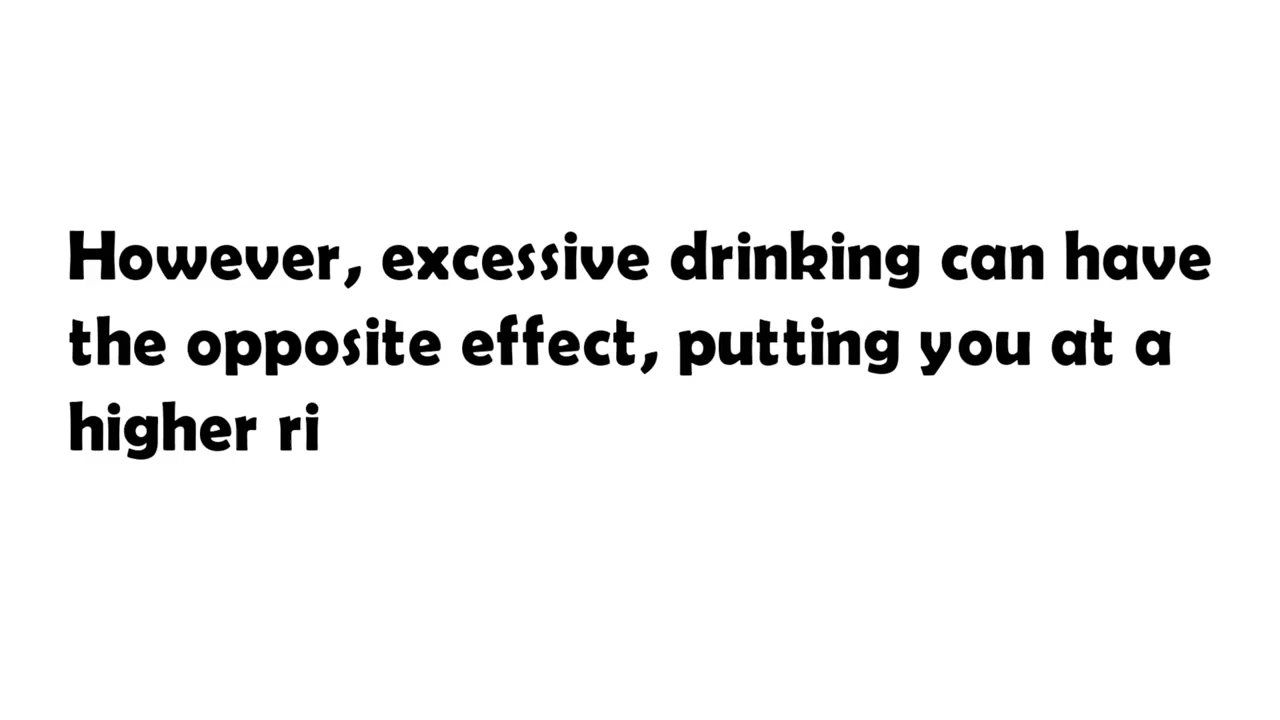 However, excessive drinking can have
the opposite effect, putting you at a
higher ri